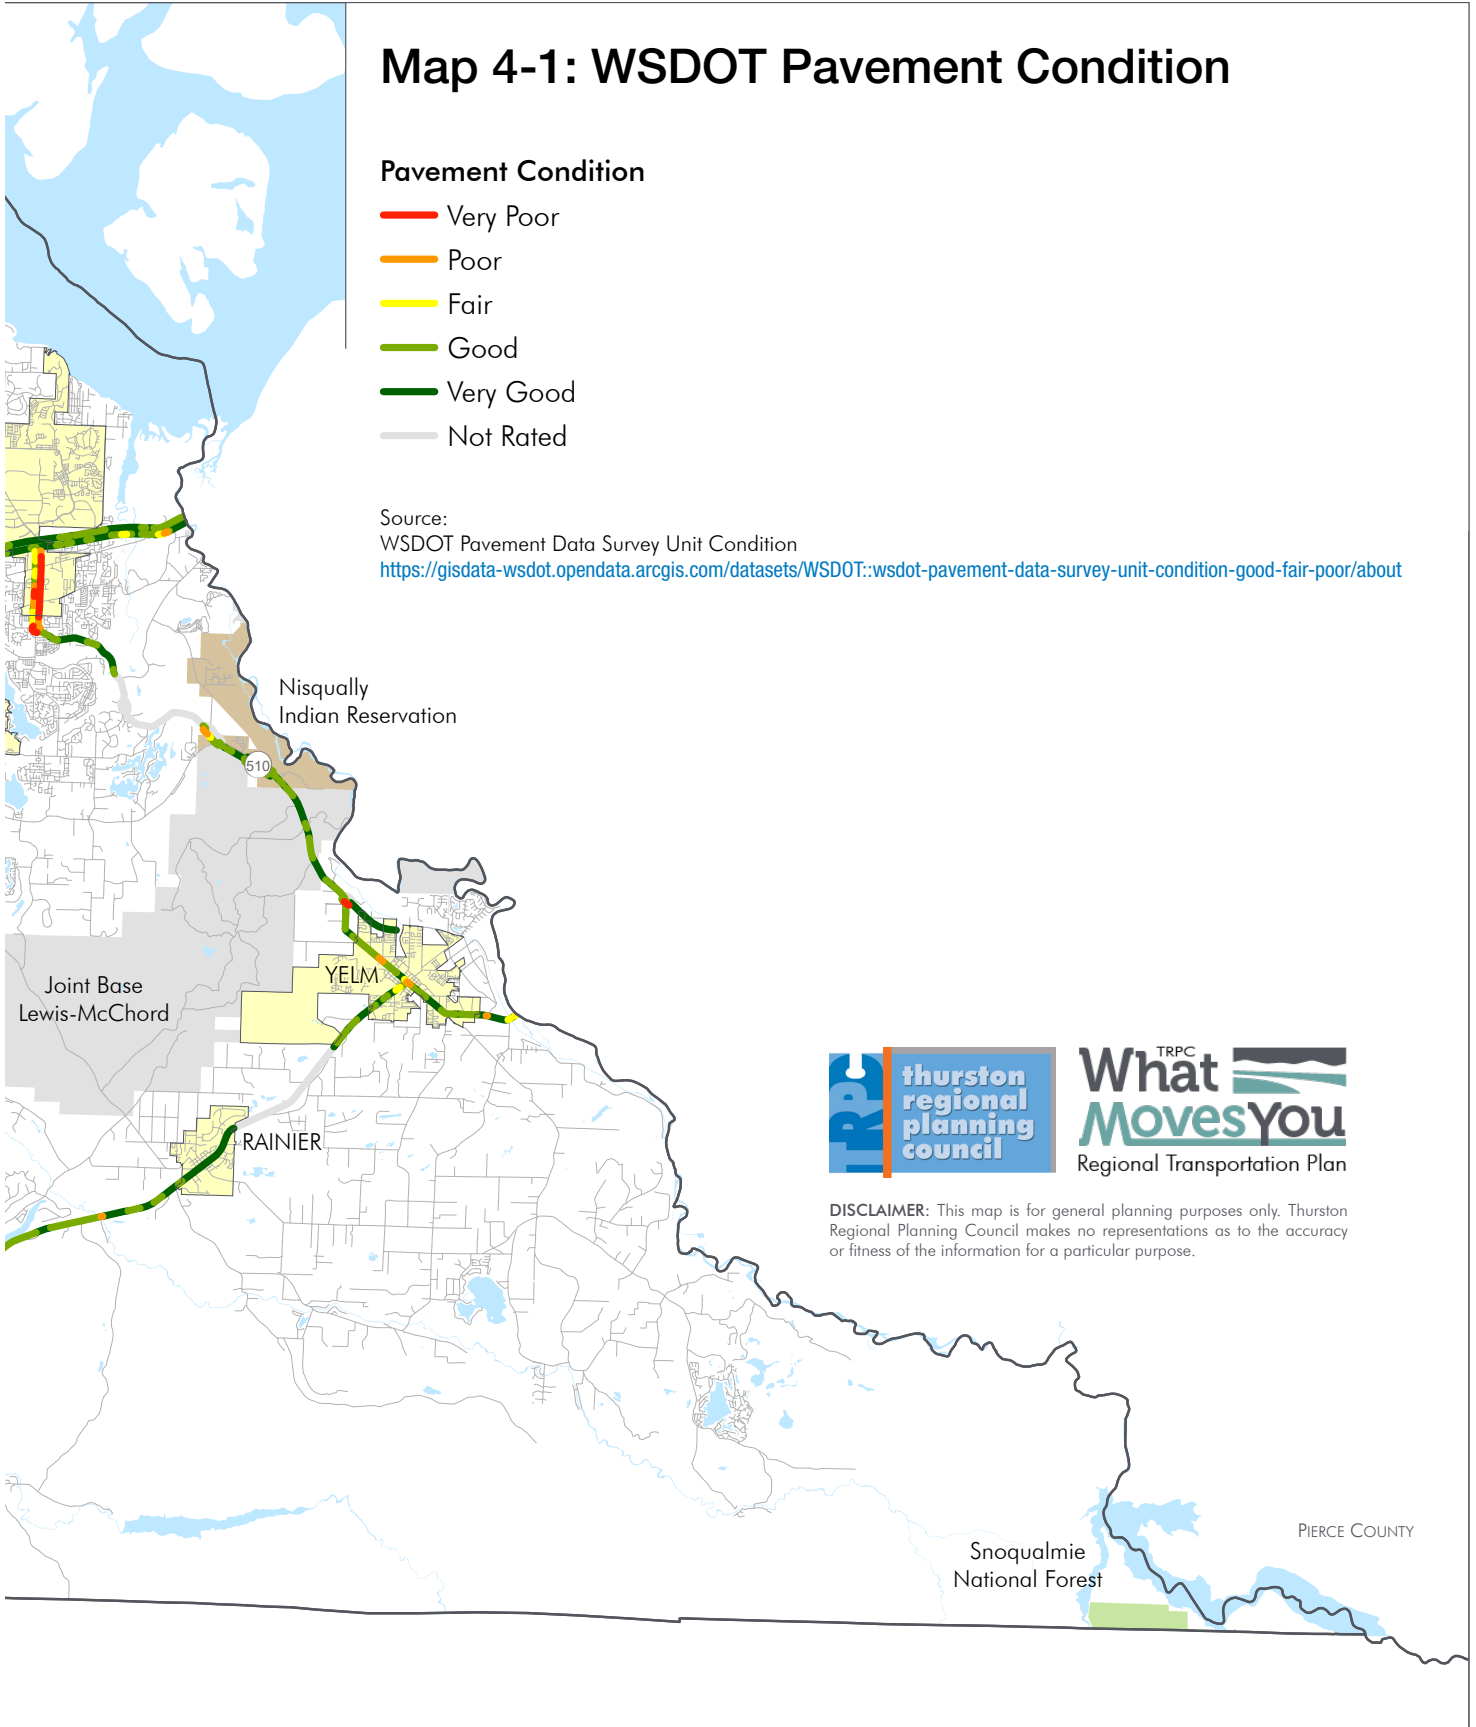 Map 4-1: WSDOT Pavement Condition
Pavement Condition
Very Poor
Poor
Fair
Good
Very Good
Not Rated
Source:
WSDOT Pavement Data Survey Unit Condition
https://gisdata-wsdot.opendata.arcgis.com/datasets/WSDOT::wsdot-pavement-data-survey-unit-condition-good-fair-poor/about
Nisqually
Indian Reservation
510
YELM
Joint Base
Lewis-McChord
RAINIER
TRPC
thurston
regional
planning
council
TRPC
What
MovesYou
Regional Transportation Plan
DISCLAIMER: This map is for general planning purposes only. Thurston
Regional Planning Council makes no representations as to the accuracy
or fitness of the information for a particular purpose.
PIERCE COUNTY
Snoqualmie
National Forest